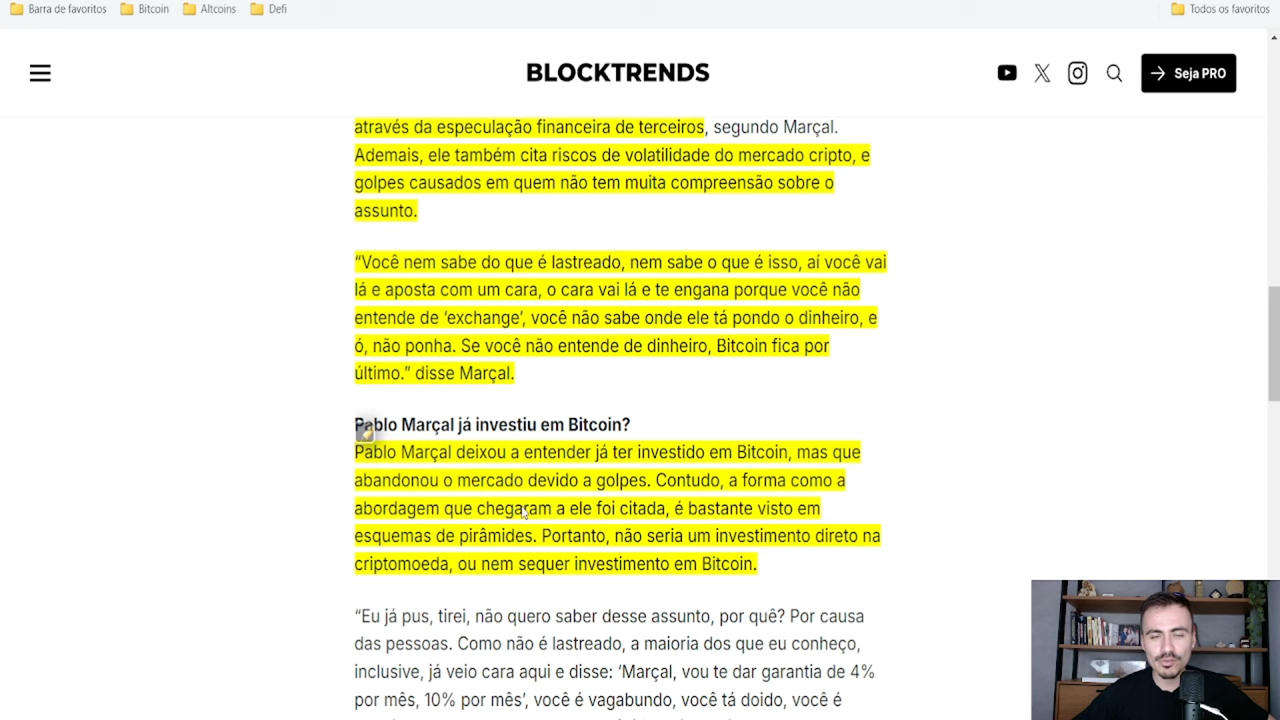 Barra de favoritos Bitcoin Altcoins Defi Todos os favoritos
BLOCKTRENDS Seja PRO
através da especulação financeira de terceiros, segundo Marçal.
Ademais, ele também cita riscos de volatilidade do mercado cripto, e
golpes causados em quem não tem muita compreensão sobre o
assunto.
“Você nem sabe do que é lastreado, nem sabe o que é isso, aí você vai
lá e aposta com um cara, o cara vai lá e te engana porque você não
entende de ‘exchange’, você não sabe onde ele tá pondo o dinheiro, e
ó, não ponha. Se você não entende de dinheiro, Bitcoin fica por
último.” disse Marçal.
Pablo Marçal já investiu em Bitcoin?
Pablo Marçal deixou a entender já ter investido em Bitcoin, mas que
abandonou o mercado devido a golpes. Contudo, a forma como a
abordagem que chegaram a ele foi citada, é bastante visto em
esquemas de pirâmides. Portanto, não seria um investimento direto na
criptomoeda, ou nem sequer investimento em Bitcoin.
“Eu já pus, tirei, não quero saber desse assunto, por quê? Por causa
das pessoas. Como não é lastreado, a maioria dos que eu conheço,
inclusive, já veio cara aqui e disse: ‘Marçal, vou te dar garantia de 4%
por mês, 10% por mês’, você é vagabundo, você tá doido, você é